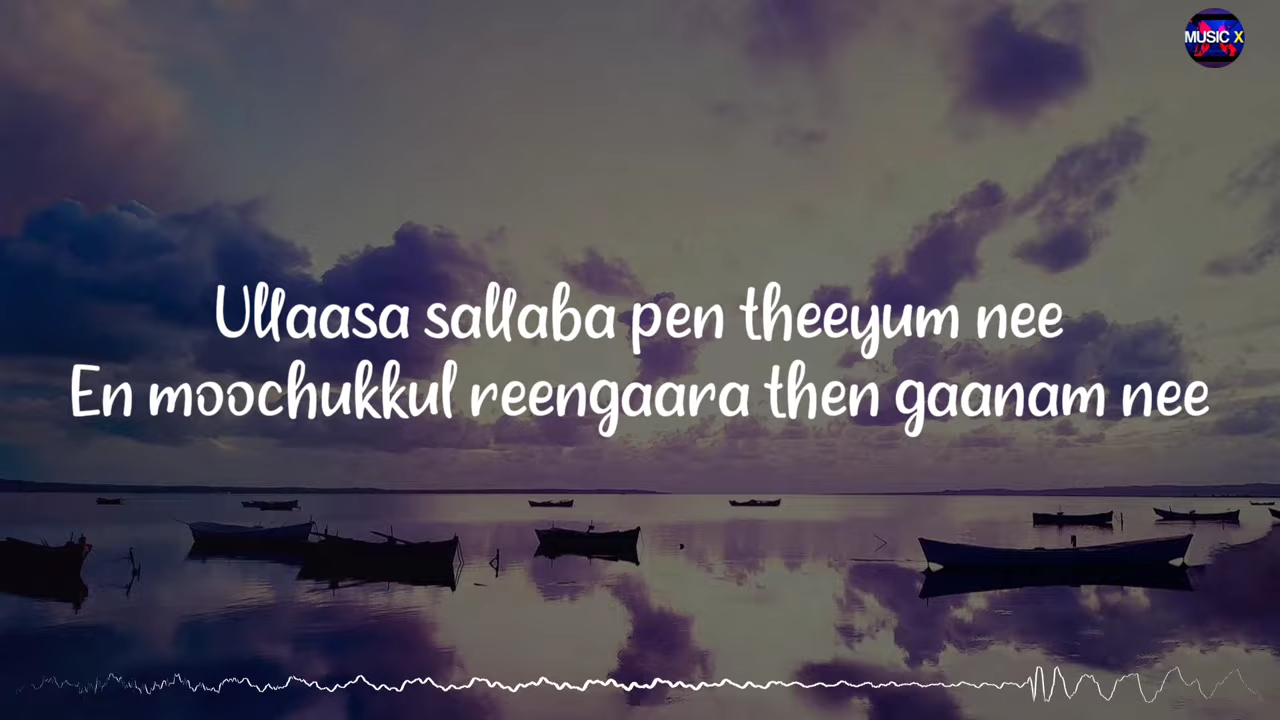 MUSIC X
Ullaasa sallaba pen theeyum nee
En moochukkul reengaara then gaanam nee